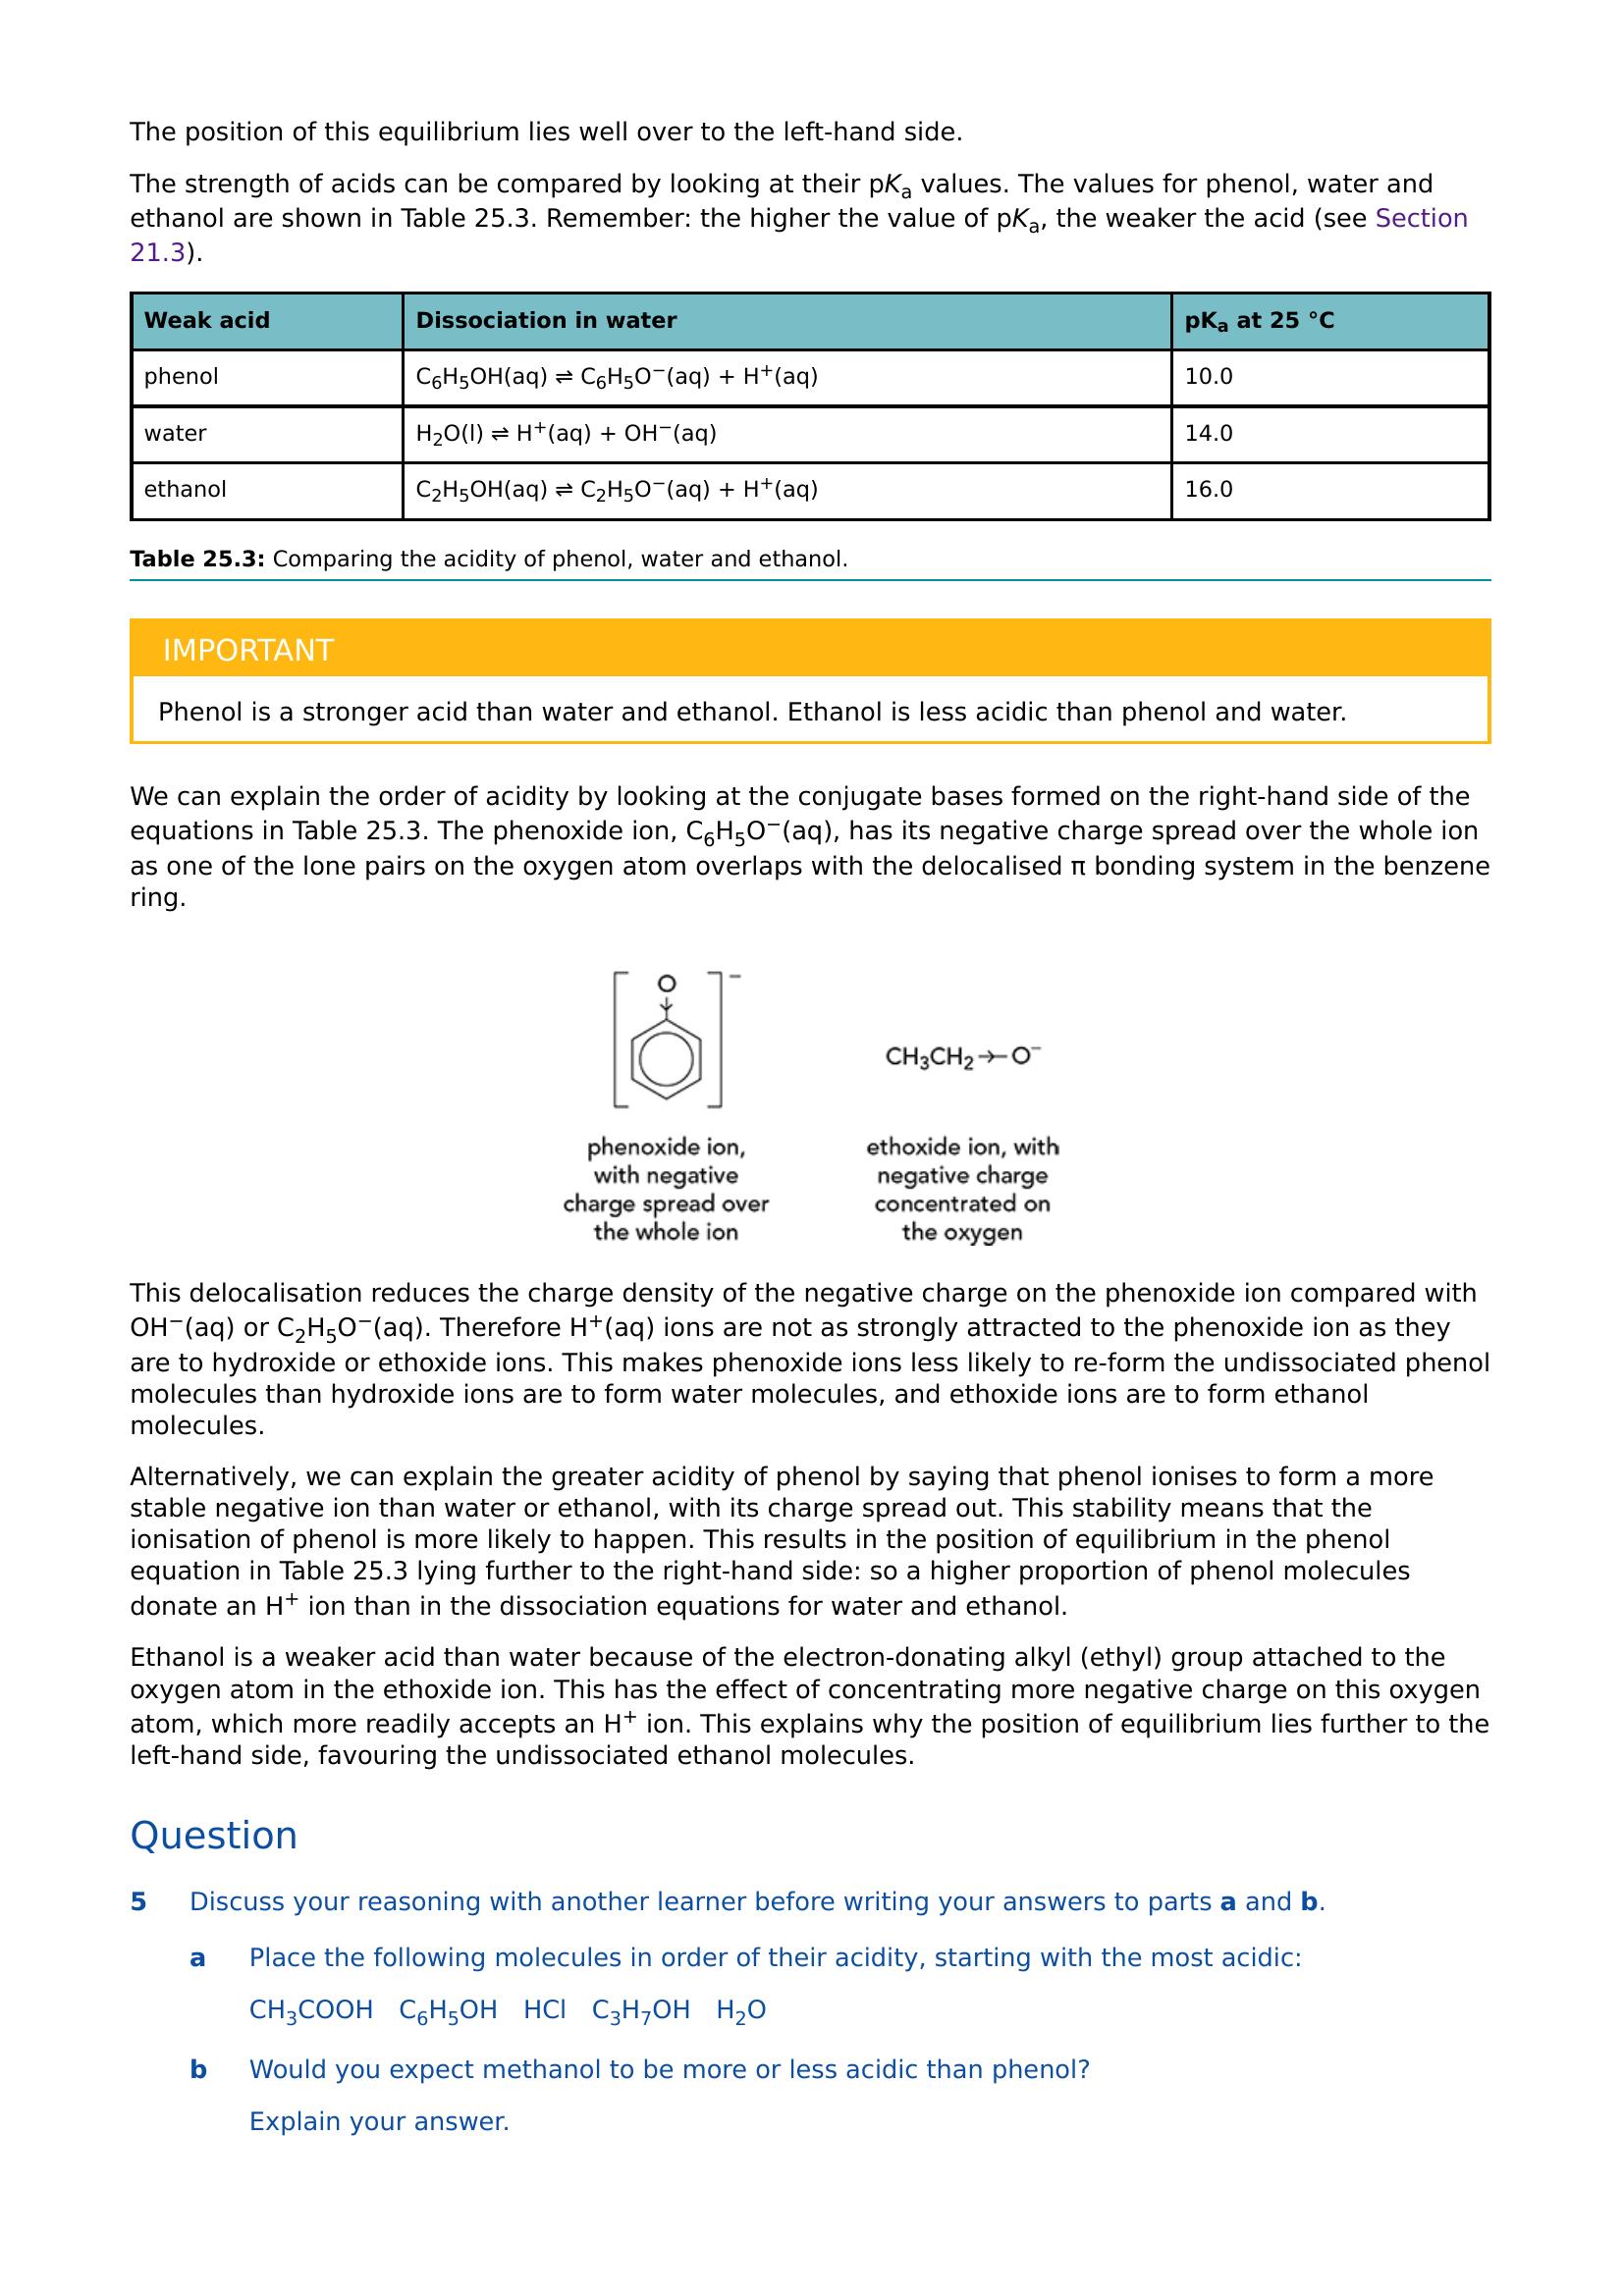 The position of this equilibrium lies well over to the left-hand side.
The strength of acids can be compared by looking at their pKₐ values. The values for phenol, water and
ethanol are shown in Table 25.3. Remember: the higher the value of pKₐ, the weaker the acid (see Section
21.3).
Weak acid Dissociation in water pKₐ at 25 °C
phenol C₆H₅OH(aq) ⇌ C₆H₅O⁻(aq) + H⁺(aq) 10.0
water H₂O(l) ⇌ H⁺(aq) + OH⁻(aq) 14.0
ethanol C₂H₅OH(aq) ⇌ C₂H₅O⁻(aq) + H⁺(aq) 16.0
Table 25.3: Comparing the acidity of phenol, water and ethanol.
IMPORTANT
Phenol is a stronger acid than water and ethanol. Ethanol is less acidic than phenol and water.
We can explain the order of acidity by looking at the conjugate bases formed on the right-hand side of the
equations in Table 25.3. The phenoxide ion, C₆H₅O⁻(aq), has its negative charge spread over the whole ion
as one of the lone pairs on the oxygen atom overlaps with the delocalised π bonding system in the benzene
ring.
O −
CH₃CH₂→O⁻
phenoxide ion,
with negative
charge spread over
the whole ion
ethoxide ion, with
negative charge
concentrated on
the oxygen
This delocalisation reduces the charge density of the negative charge on the phenoxide ion compared with
OH⁻(aq) or C₂H₅O⁻(aq). Therefore H⁺(aq) ions are not as strongly attracted to the phenoxide ion as they
are to hydroxide or ethoxide ions. This makes phenoxide ions less likely to re-form the undissociated phenol
molecules than hydroxide ions are to form water molecules, and ethoxide ions are to form ethanol
molecules.
Alternatively, we can explain the greater acidity of phenol by saying that phenol ionises to form a more
stable negative ion than water or ethanol, with its charge spread out. This stability means that the
ionisation of phenol is more likely to happen. This results in the position of equilibrium in the phenol
equation in Table 25.3 lying further to the right-hand side: so a higher proportion of phenol molecules
donate an H⁺ ion than in the dissociation equations for water and ethanol.
Ethanol is a weaker acid than water because of the electron-donating alkyl (ethyl) group attached to the
oxygen atom in the ethoxide ion. This has the effect of concentrating more negative charge on this oxygen
atom, which more readily accepts an H⁺ ion. This explains why the position of equilibrium lies further to the
left-hand side, favouring the undissociated ethanol molecules.
Question
5 Discuss your reasoning with another learner before writing your answers to parts a and b.
a Place the following molecules in order of their acidity, starting with the most acidic:
CH₃COOH C₆H₅OH HCl C₃H₇OH H₂O
b Would you expect methanol to be more or less acidic than phenol?
Explain your answer.